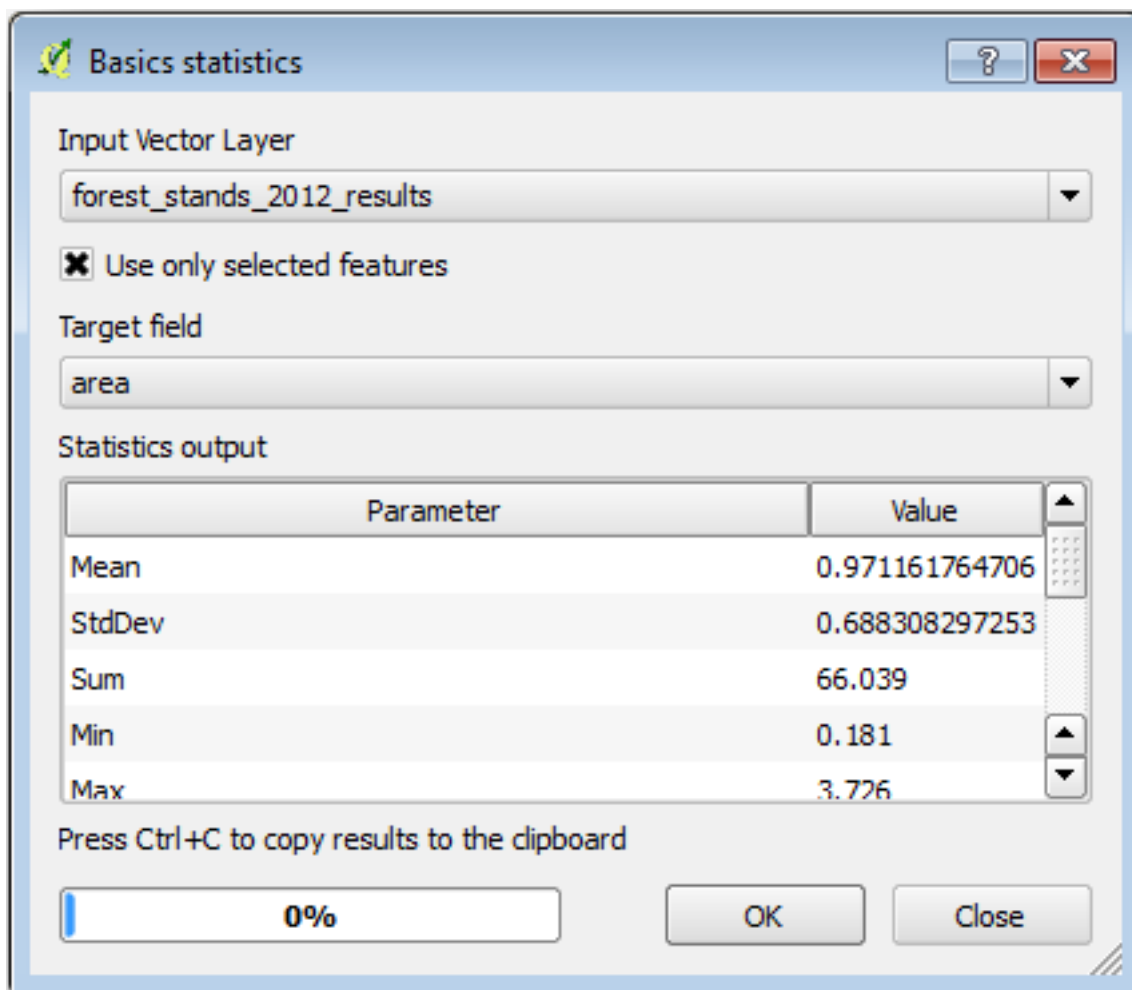 Basics statistics
Input Vector Layer
forest_stands_2012_results
Use only selected features
Target field
area
Statistics output
Parameter Value
Mean 0.971161764706
StdDev 0.688308297253
Sum 66.039
Min 0.181
Max 3.726
Press Ctrl+C to copy results to the clipboard
0% OK Close